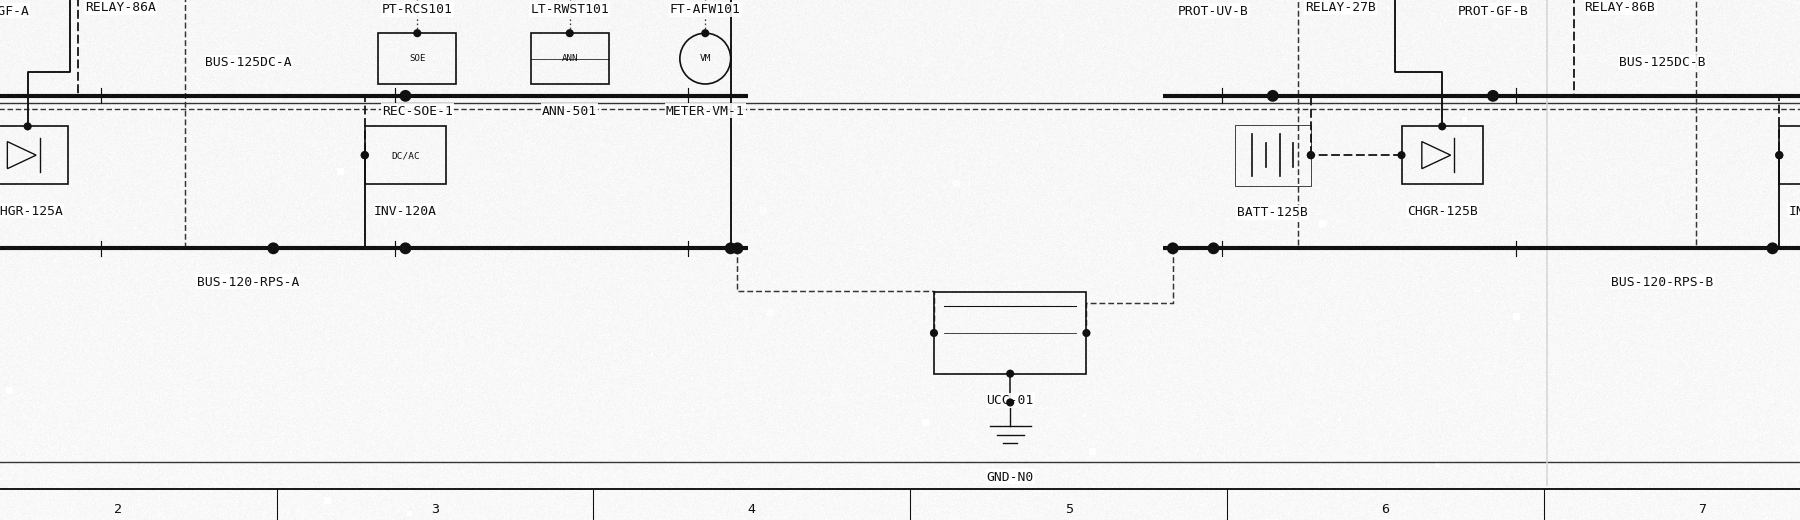 GF-A
RELAY-86A
PT-RCS101
LT-RWST101
FT-AFW101
PROT-UV-B
RELAY-27B
PROT-GF-B
RELAY-86B
BUS-125DC-A
SOE
ANN
VM
BUS-125DC-B
REC-SOE-1
ANN-501
METER-VM-1
DC/AC
HGR-125A
INV-120A
BATT-125B
CHGR-125B
IN
BUS-120-RPS-A
BUS-120-RPS-B
UCC-01
GND-N0
2 3 4 5 6 7